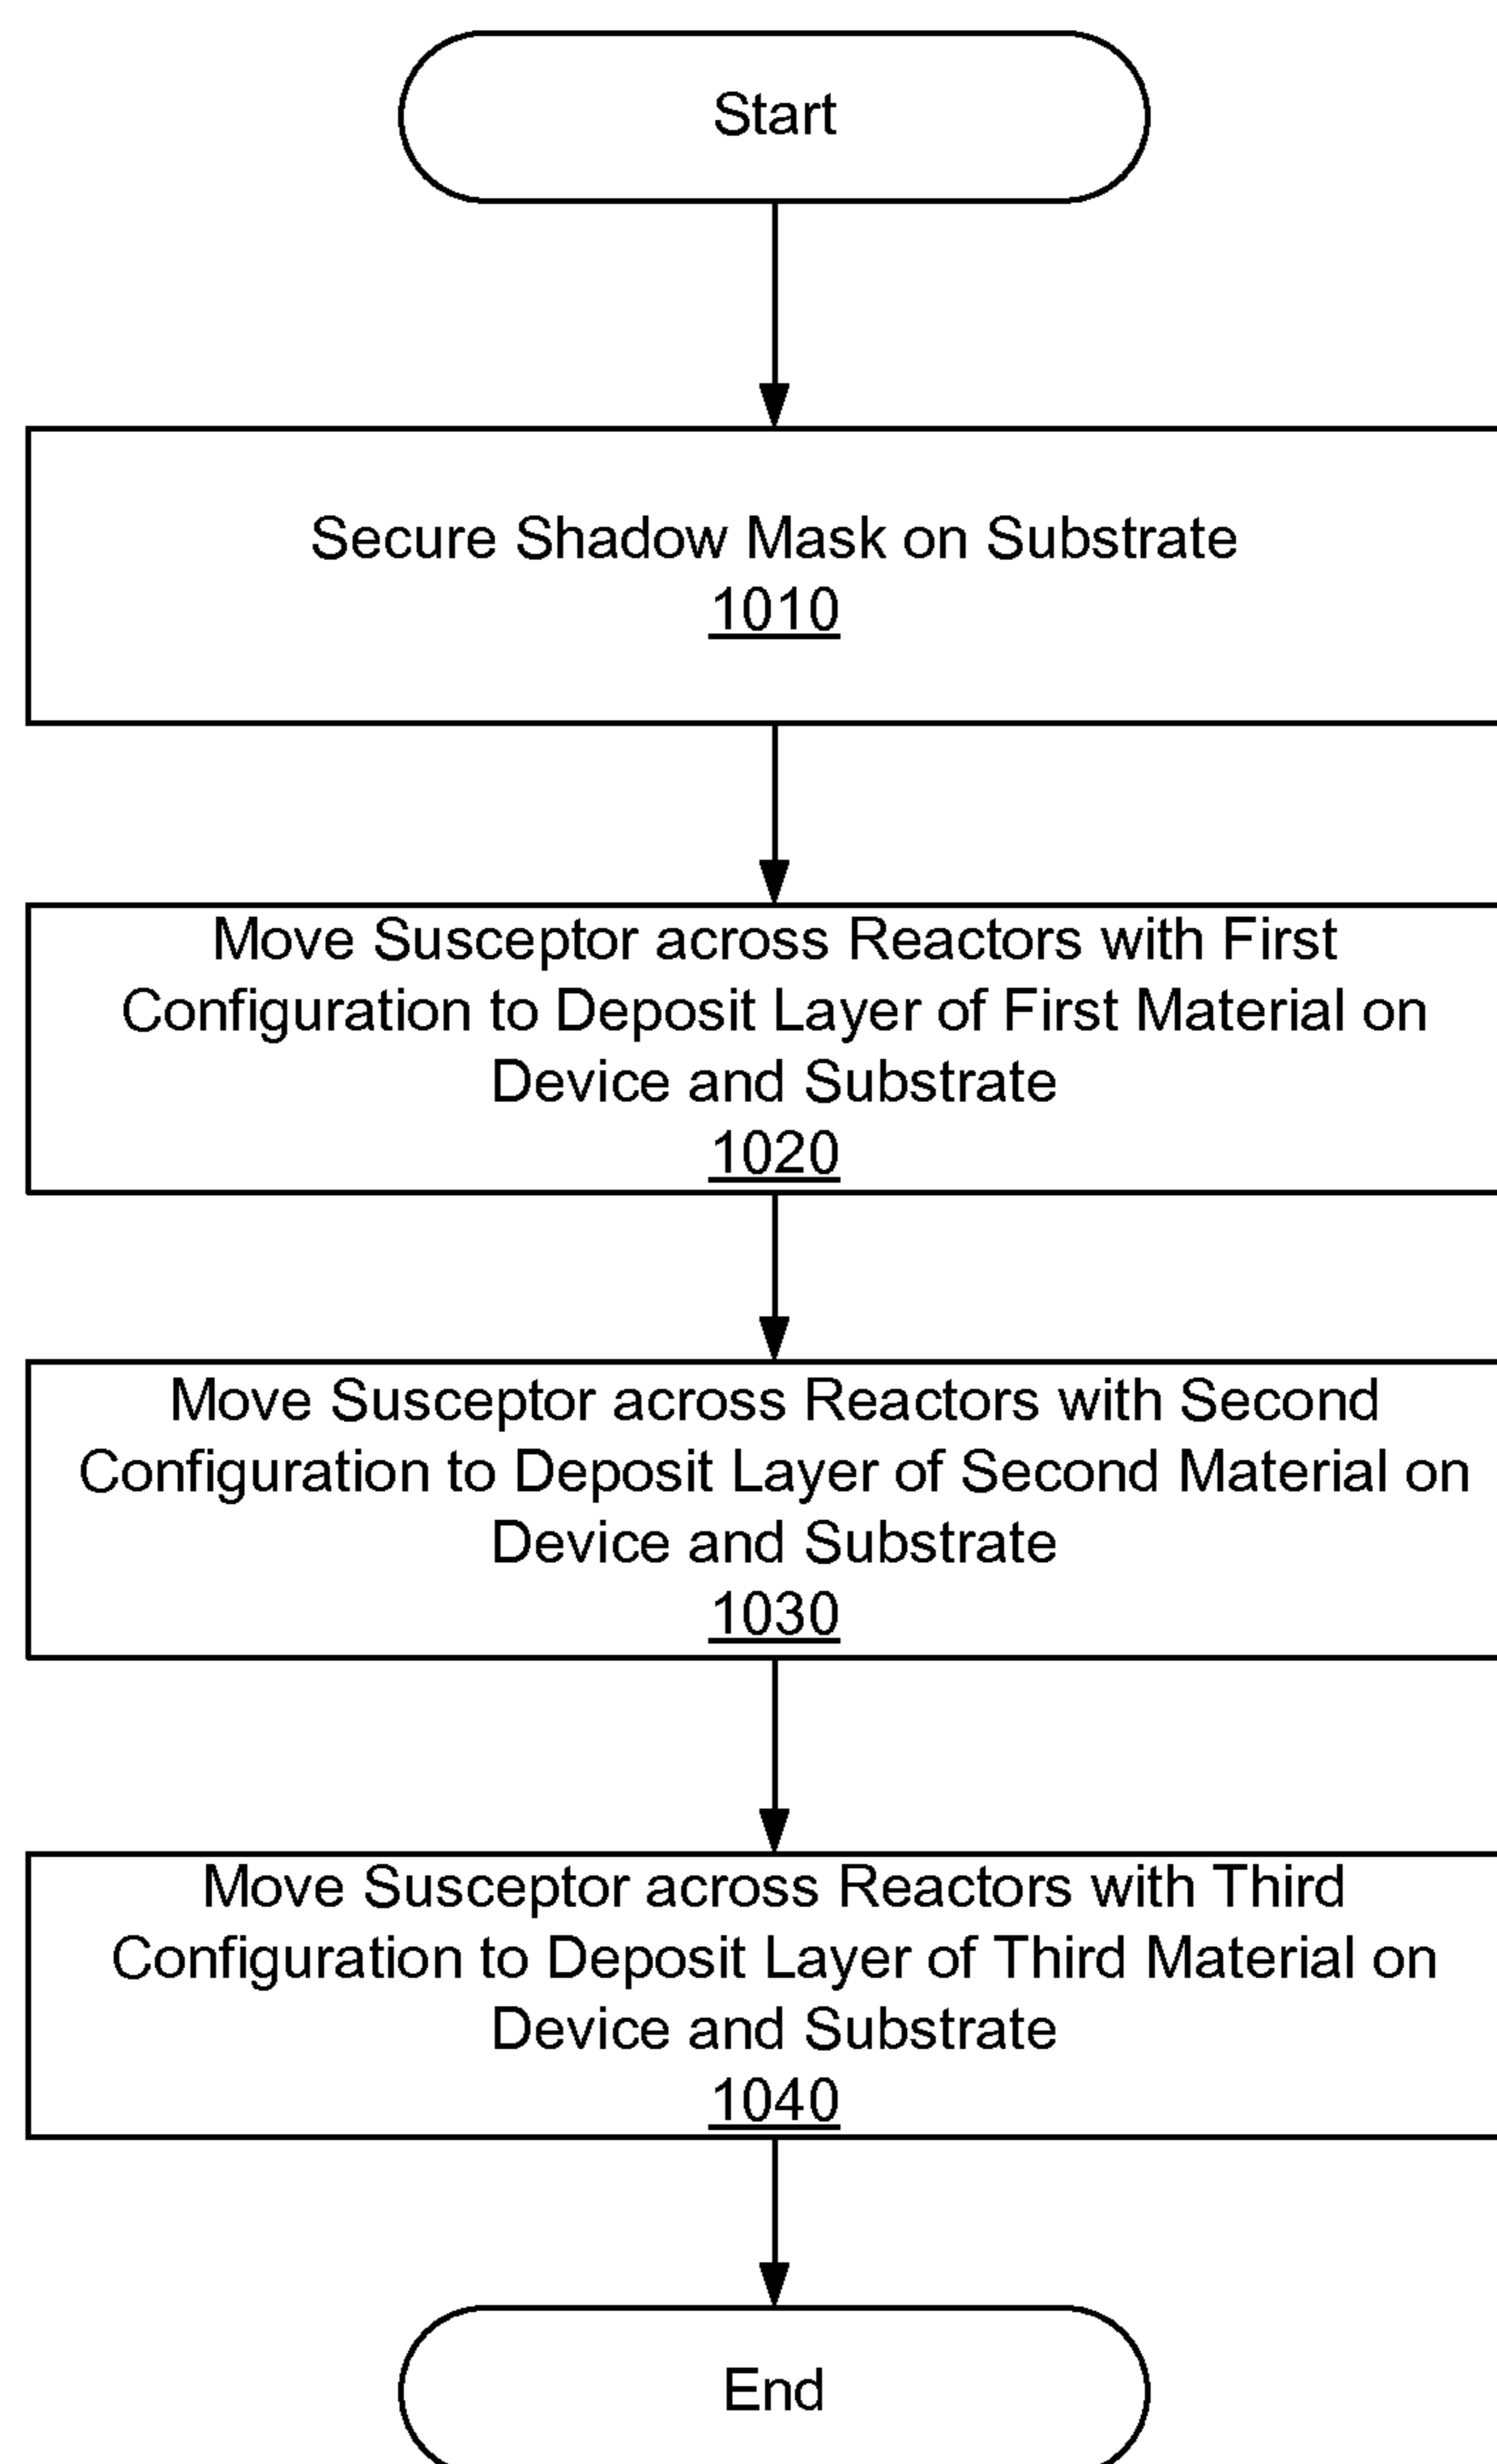 Start
Secure Shadow Mask on Substrate
1010
Move Susceptor across Reactors with First
Configuration to Deposit Layer of First Material on
Device and Substrate
1020
Move Susceptor across Reactors with Second
Configuration to Deposit Layer of Second Material on
Device and Substrate
1030
Move Susceptor across Reactors with Third
Configuration to Deposit Layer of Third Material on
Device and Substrate
1040
End